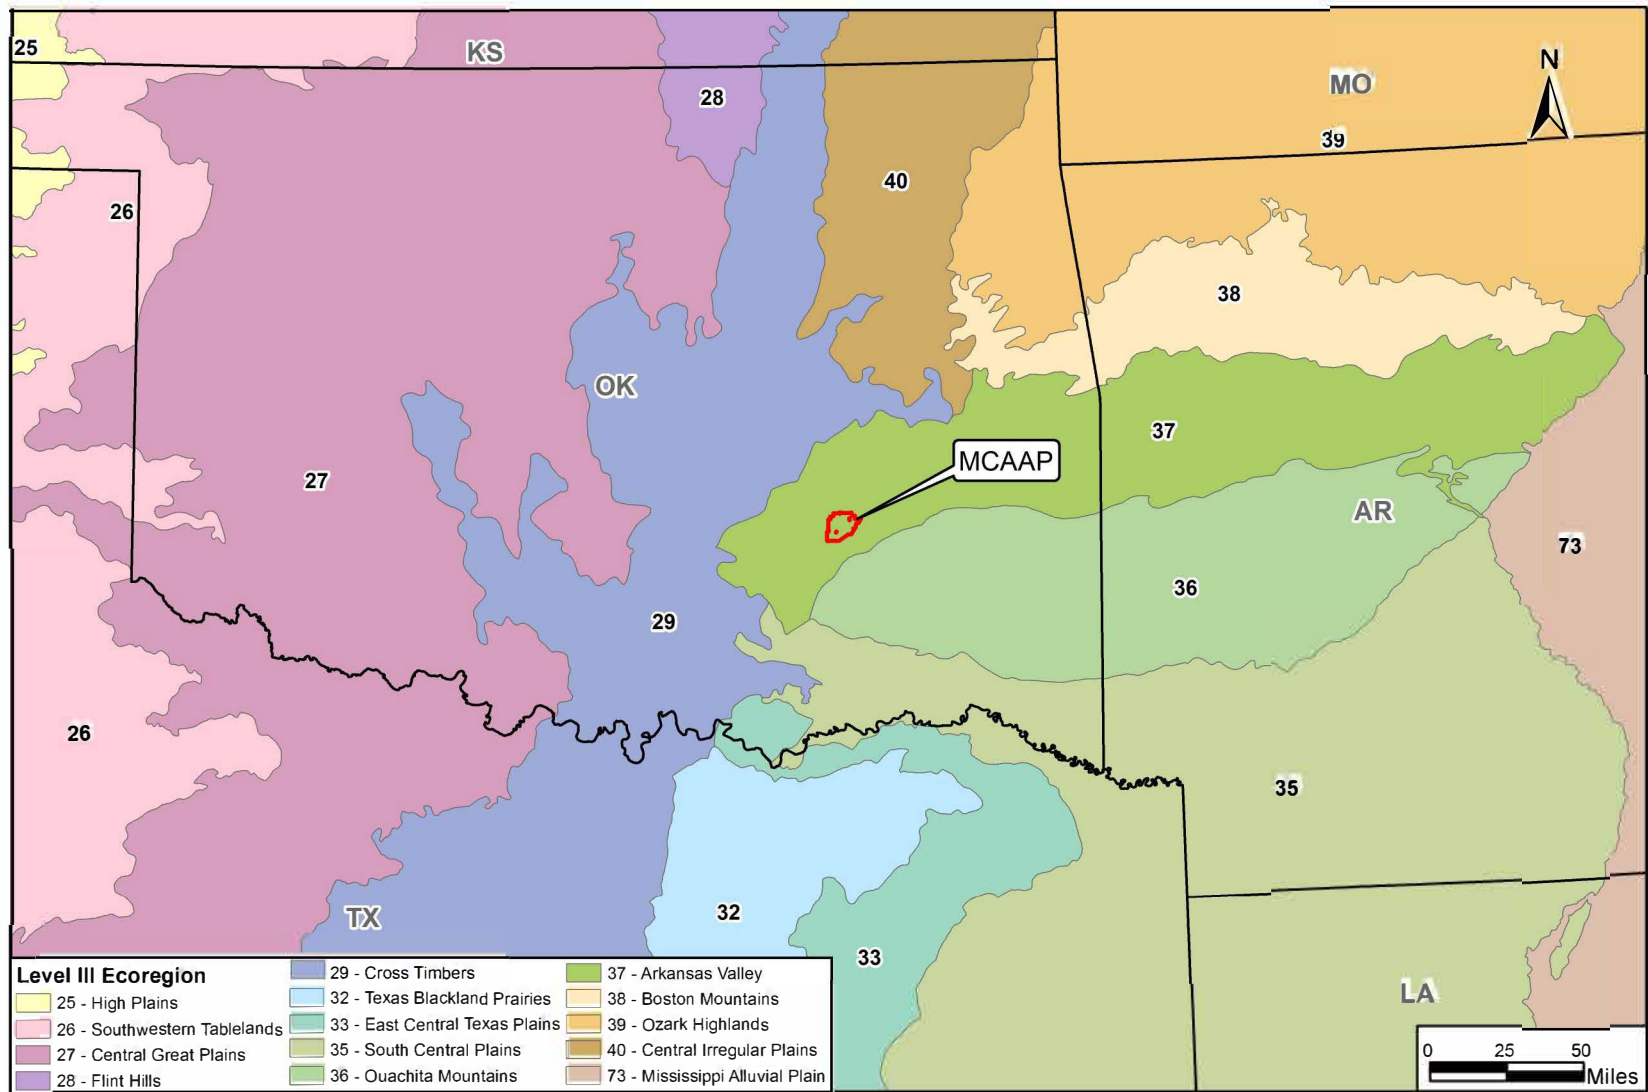 25
KS
28
MO
N
39
40
26
38
OK
37
MCAAP
27
AR
73
36
29
26
35
TX
32
33
LA
Level III Ecoregion
25 - High Plains
26 - Southwestern Tablelands
27 - Central Great Plains
28 - Flint Hills
29 - Cross Timbers
32 - Texas Blackland Prairies
33 - East Central Texas Plains
35 - South Central Plains
36 - Ouachita Mountains
37 - Arkansas Valley
38 - Boston Mountains
39 - Ozark Highlands
40 - Central Irregular Plains
73 - Mississippi Alluvial Plain
0 25 50
Miles